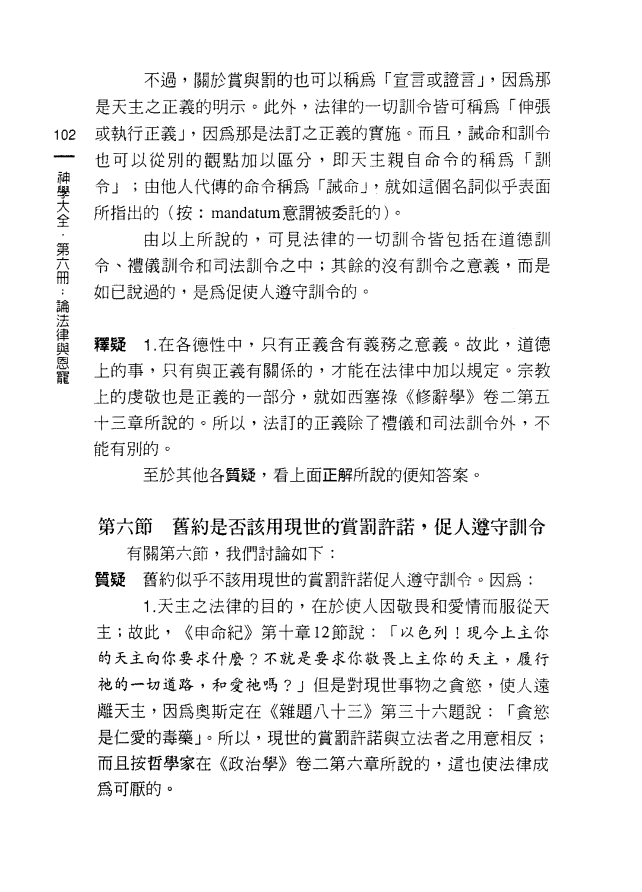 不過，關於賞與罰的也可以稱爲「宣言或證言」，因爲那
是天主之正義的明示。此外，法律的一切訓令皆可稱爲「伸張
或執行正義」，因爲那是法訂之正義的實施。而且，誡命和訓令
也可以從別的觀點加以區分，即天主親自命令的稱爲「訓
令」；由他人代傳的命令稱爲「誡命」，就如這個名詞似乎表面
所指出的（按：mandatum意謂被委託的）。
由以上所說的，可見法律的一切訓令皆包括在道德訓
令、禮儀訓令和司法訓令之中；其餘的沒有訓令之意義，而是
如已說過的，是爲促使人遵守訓令的。
釋疑　1.在各德性中，只有正義含有義務之意義。故此，道德
上的事，只有與正義有關係的，才能在法律中加以規定。宗教
上的虔敬也是正義的一部分，就如西塞祿《修辭學》卷二第五
十三章所說的。所以，法訂的正義除了禮儀和司法訓令外，不
能有別的。
至於其他各質疑，看上面正解所說的便知答案。
第六節　舊約是否該用現世的賞罰許諾，促人遵守訓令
有關第六節，我們討論如下：
質疑　舊約似乎不該用現世的賞罰許諾促人遵守訓令。因爲：
1.天主之法律的目的，在於使人因敬畏和愛情而服從天
主；故此，《申命紀》第十章12節說：「以色列！現今上主你
的天主向你要求什麼？不就是要求你敬畏上主你的天主，履行
祂的一切道路，和愛祂嗎？」但是對現世事物之貪慾，使人遠
離天主，因爲奧斯定在《雜題八十三》第三十六題說：「貪慾
是仁愛的毒藥」。所以，現世的賞罰許諾與立法者之用意相反；
而且按哲學家在《政治學》卷二第六章所說的，這也使法律成
爲可厭的。
102
神學大全．第六冊：論法律與恩寵